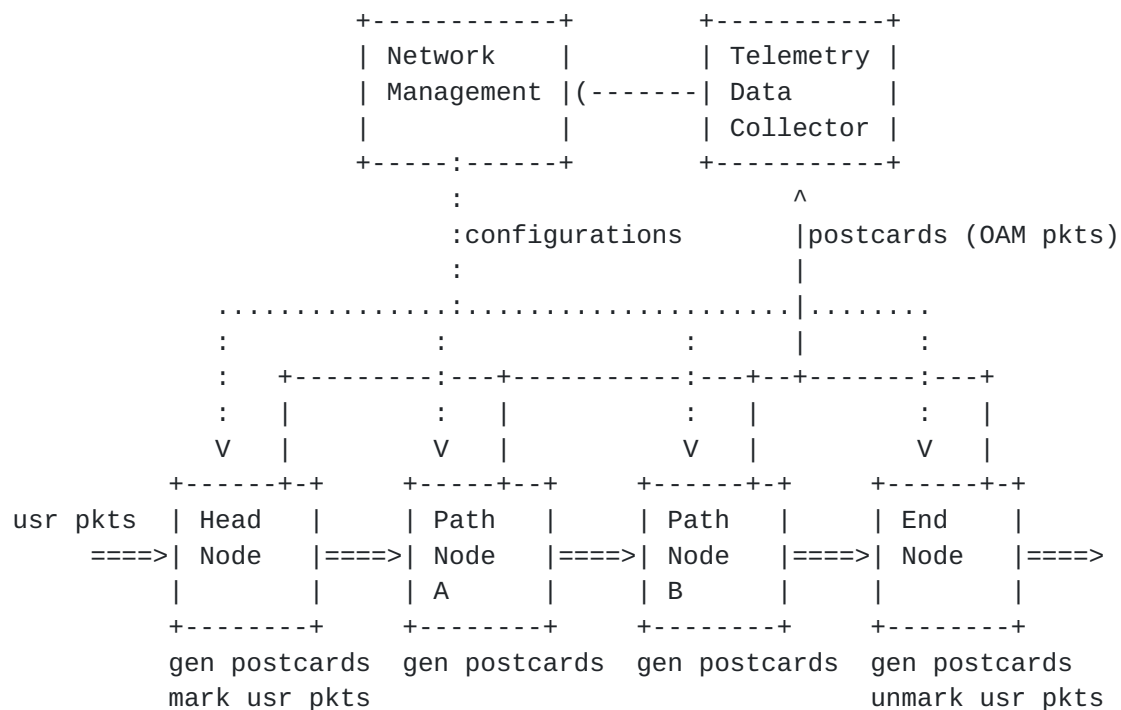 +------------+        +-----------+
| Network    |        | Telemetry |
| Management |(-------| Data      |
|            |        | Collector |
+-----:------+        +-----------+
:                     ^
:configurations       |postcards (OAM pkts)
:                     |
...............:.....................|........
:             :               :      |       :
:   +---------:---+-----------:---+--+-------:---+
:   |         :   |           :   |          :   |
V   |         V   |           V   |          V   |
+------+-+     +-----+--+     +------+-+     +------+-+
usr pkts  | Head   |     | Path   |     | Path   |     | End    |
====>| Node   |====>| Node   |====>| Node   |====>| Node   |====>
|        |     | A      |     | B      |     |        |
+--------+     +--------+     +--------+     +--------+
gen postcards  gen postcards  gen postcards  gen postcards
mark usr pkts                                unmark usr pkts